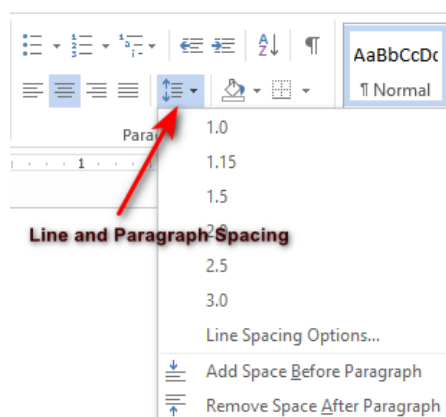 AaBbCcDc
¶ Normal
Para
1
1.0
1.15
1.5
Line and Paragraph Spacing
2.0
2.5
3.0
Line Spacing Options...
Add Space Before Paragraph
Remove Space After Paragraph